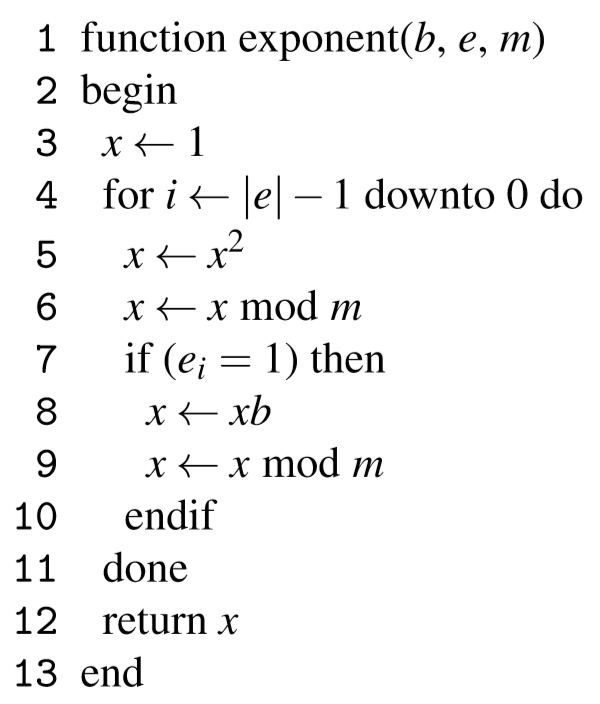 1 function exponent(b, e, m)
2 begin
3 x ← 1
4 for i ← |e| − 1 downto 0 do
5 x ← x²
6 x ← x mod m
7 if (eᵢ = 1) then
8 x ← xb
9 x ← x mod m
10 endif
11 done
12 return x
13 end